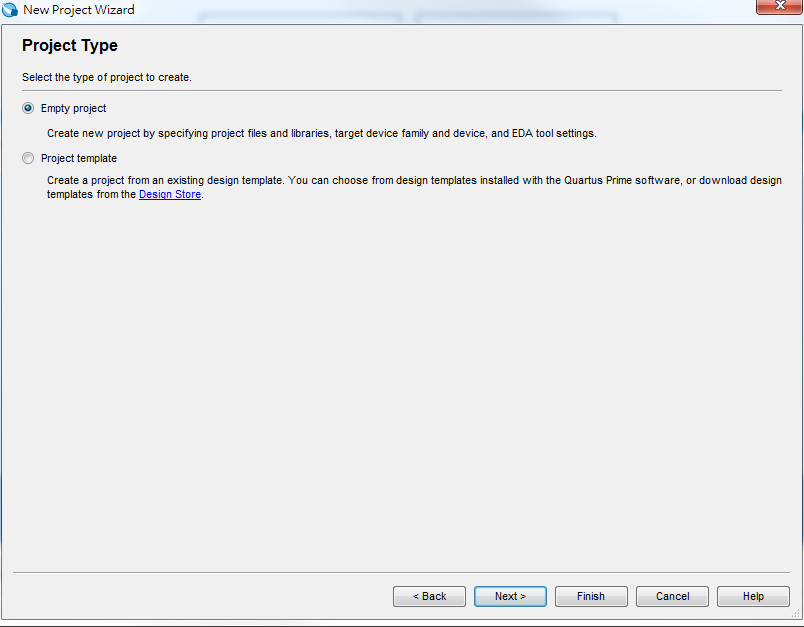 New Project Wizard
Project Type
Select the type of project to create.
Empty project
Create new project by specifying project files and libraries, target device family and device, and EDA tool settings.
Project template
Create a project from an existing design template. You can choose from design templates installed with the Quartus Prime software, or download design
templates from the Design Store.
< Back
Next >
Finish
Cancel
Help